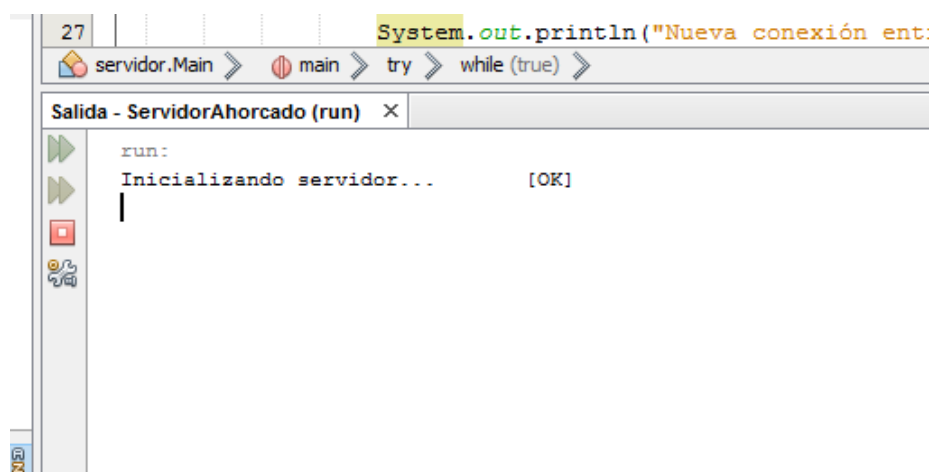 27 System.out.println("Nueva conexión ent
servidor.Main main try while (true)
Salida - ServidorAhorcado (run) ×
run:
Inicializando servidor... [OK]